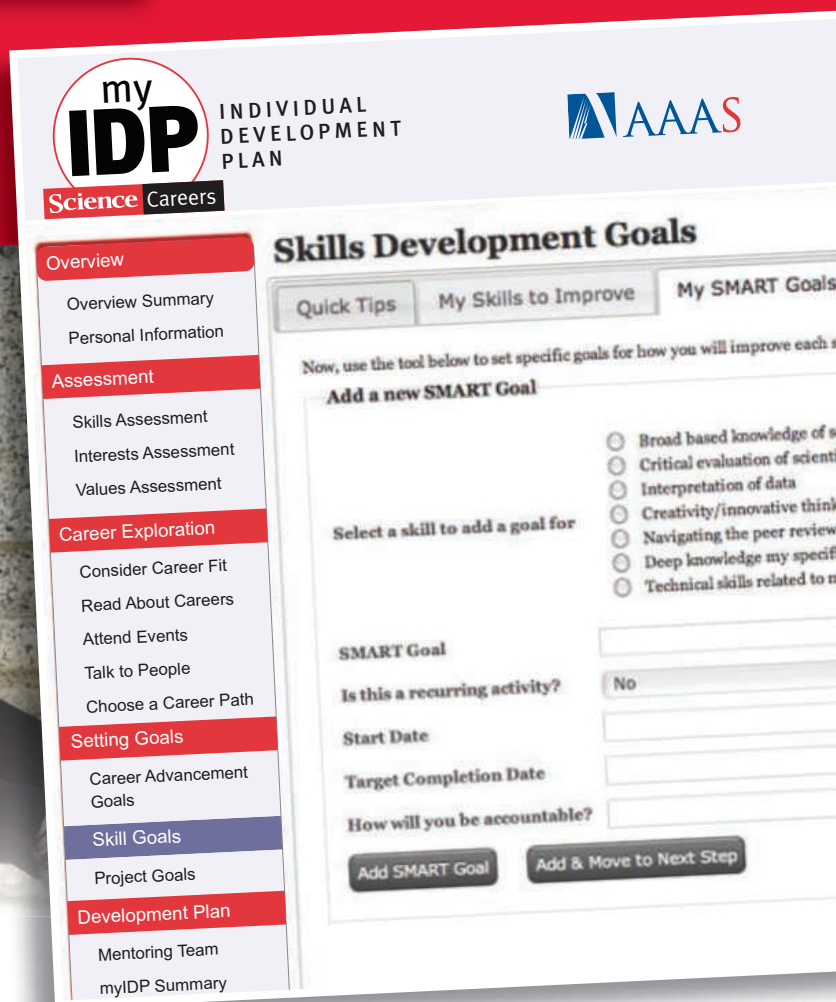 my
IDP
INDIVIDUAL
DEVELOPMENT
PLAN
Science Careers
AAAS
Overview
Overview Summary
Personal Information
Assessment
Skills Assessment
Interests Assessment
Values Assessment
Career Exploration
Consider Career Fit
Read About Careers
Attend Events
Talk to People
Choose a Career Path
Setting Goals
Career Advancement
Goals
Skill Goals
Project Goals
Development Plan
Mentoring Team
myIDP Summary
Skills Development Goals
Quick Tips
My Skills to Improve
My SMART Goals
Now, use the tool below to set specific goals for how you will improve each
Add a new SMART Goal
Select a skill to add a goal for
Broad based knowledge of
Critical evaluation of
Interpretation of data
Creativity/innovative
Navigating the peer review
Deep knowledge my
Technical skills related to
SMART Goal
Is this a recurring activity?
No
Start Date
Target Completion Date
How will you be accountable?
Add SMART Goal
Add & Move to Next Step